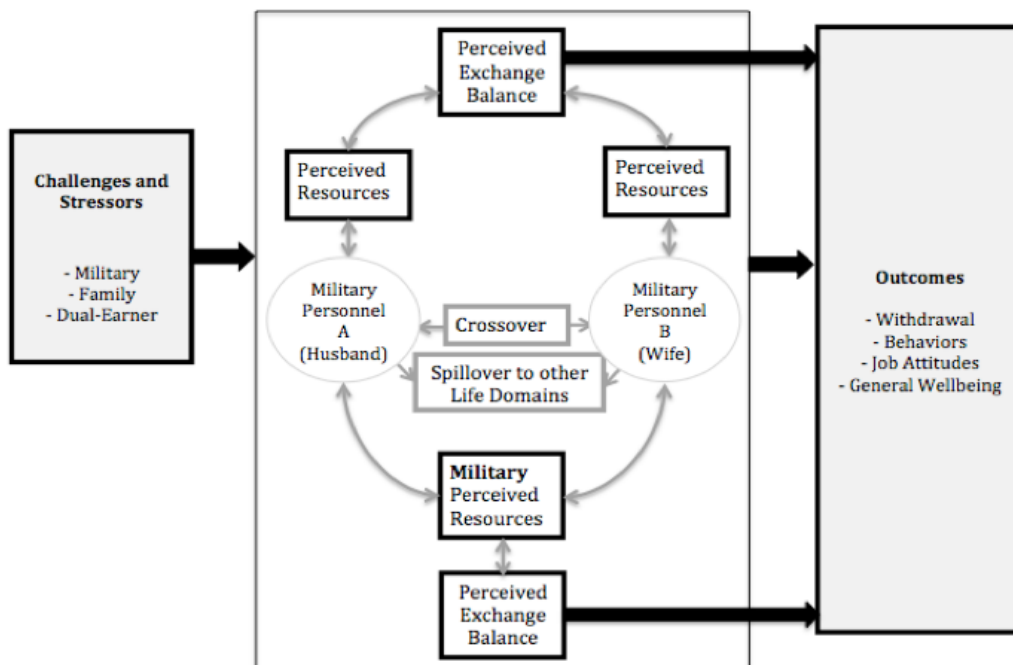 Perceived
Exchange
Balance
Challenges and
Stressors
- Military
- Family
- Dual-Earner
Perceived
Resources
Perceived
Resources
Military
Personnel
A
(Husband)
Crossover
Military
Personnel
B
(Wife)
Spillover to other
Life Domains
Military
Perceived
Resources
Perceived
Exchange
Balance
Outcomes
- Withdrawal
- Behaviors
- Job Attitudes
- General Wellbeing